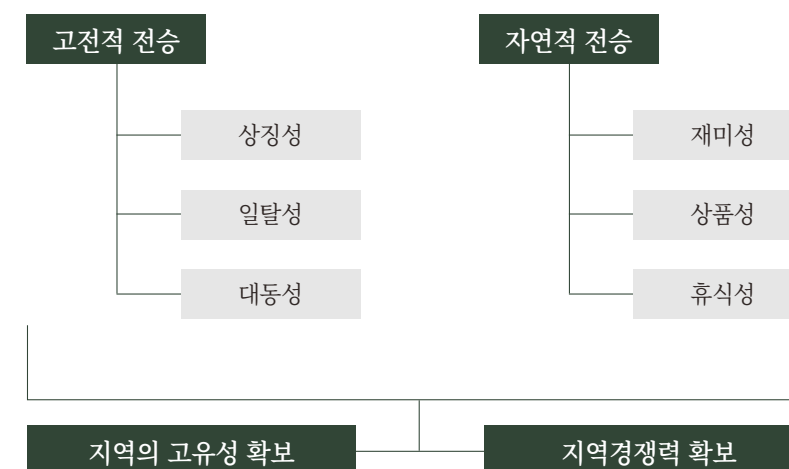 고전적 전승
상징성
일탈성
대동성
자연적 전승
재미성
상품성
휴식성
지역의 고유성 확보
지역경쟁력 확보